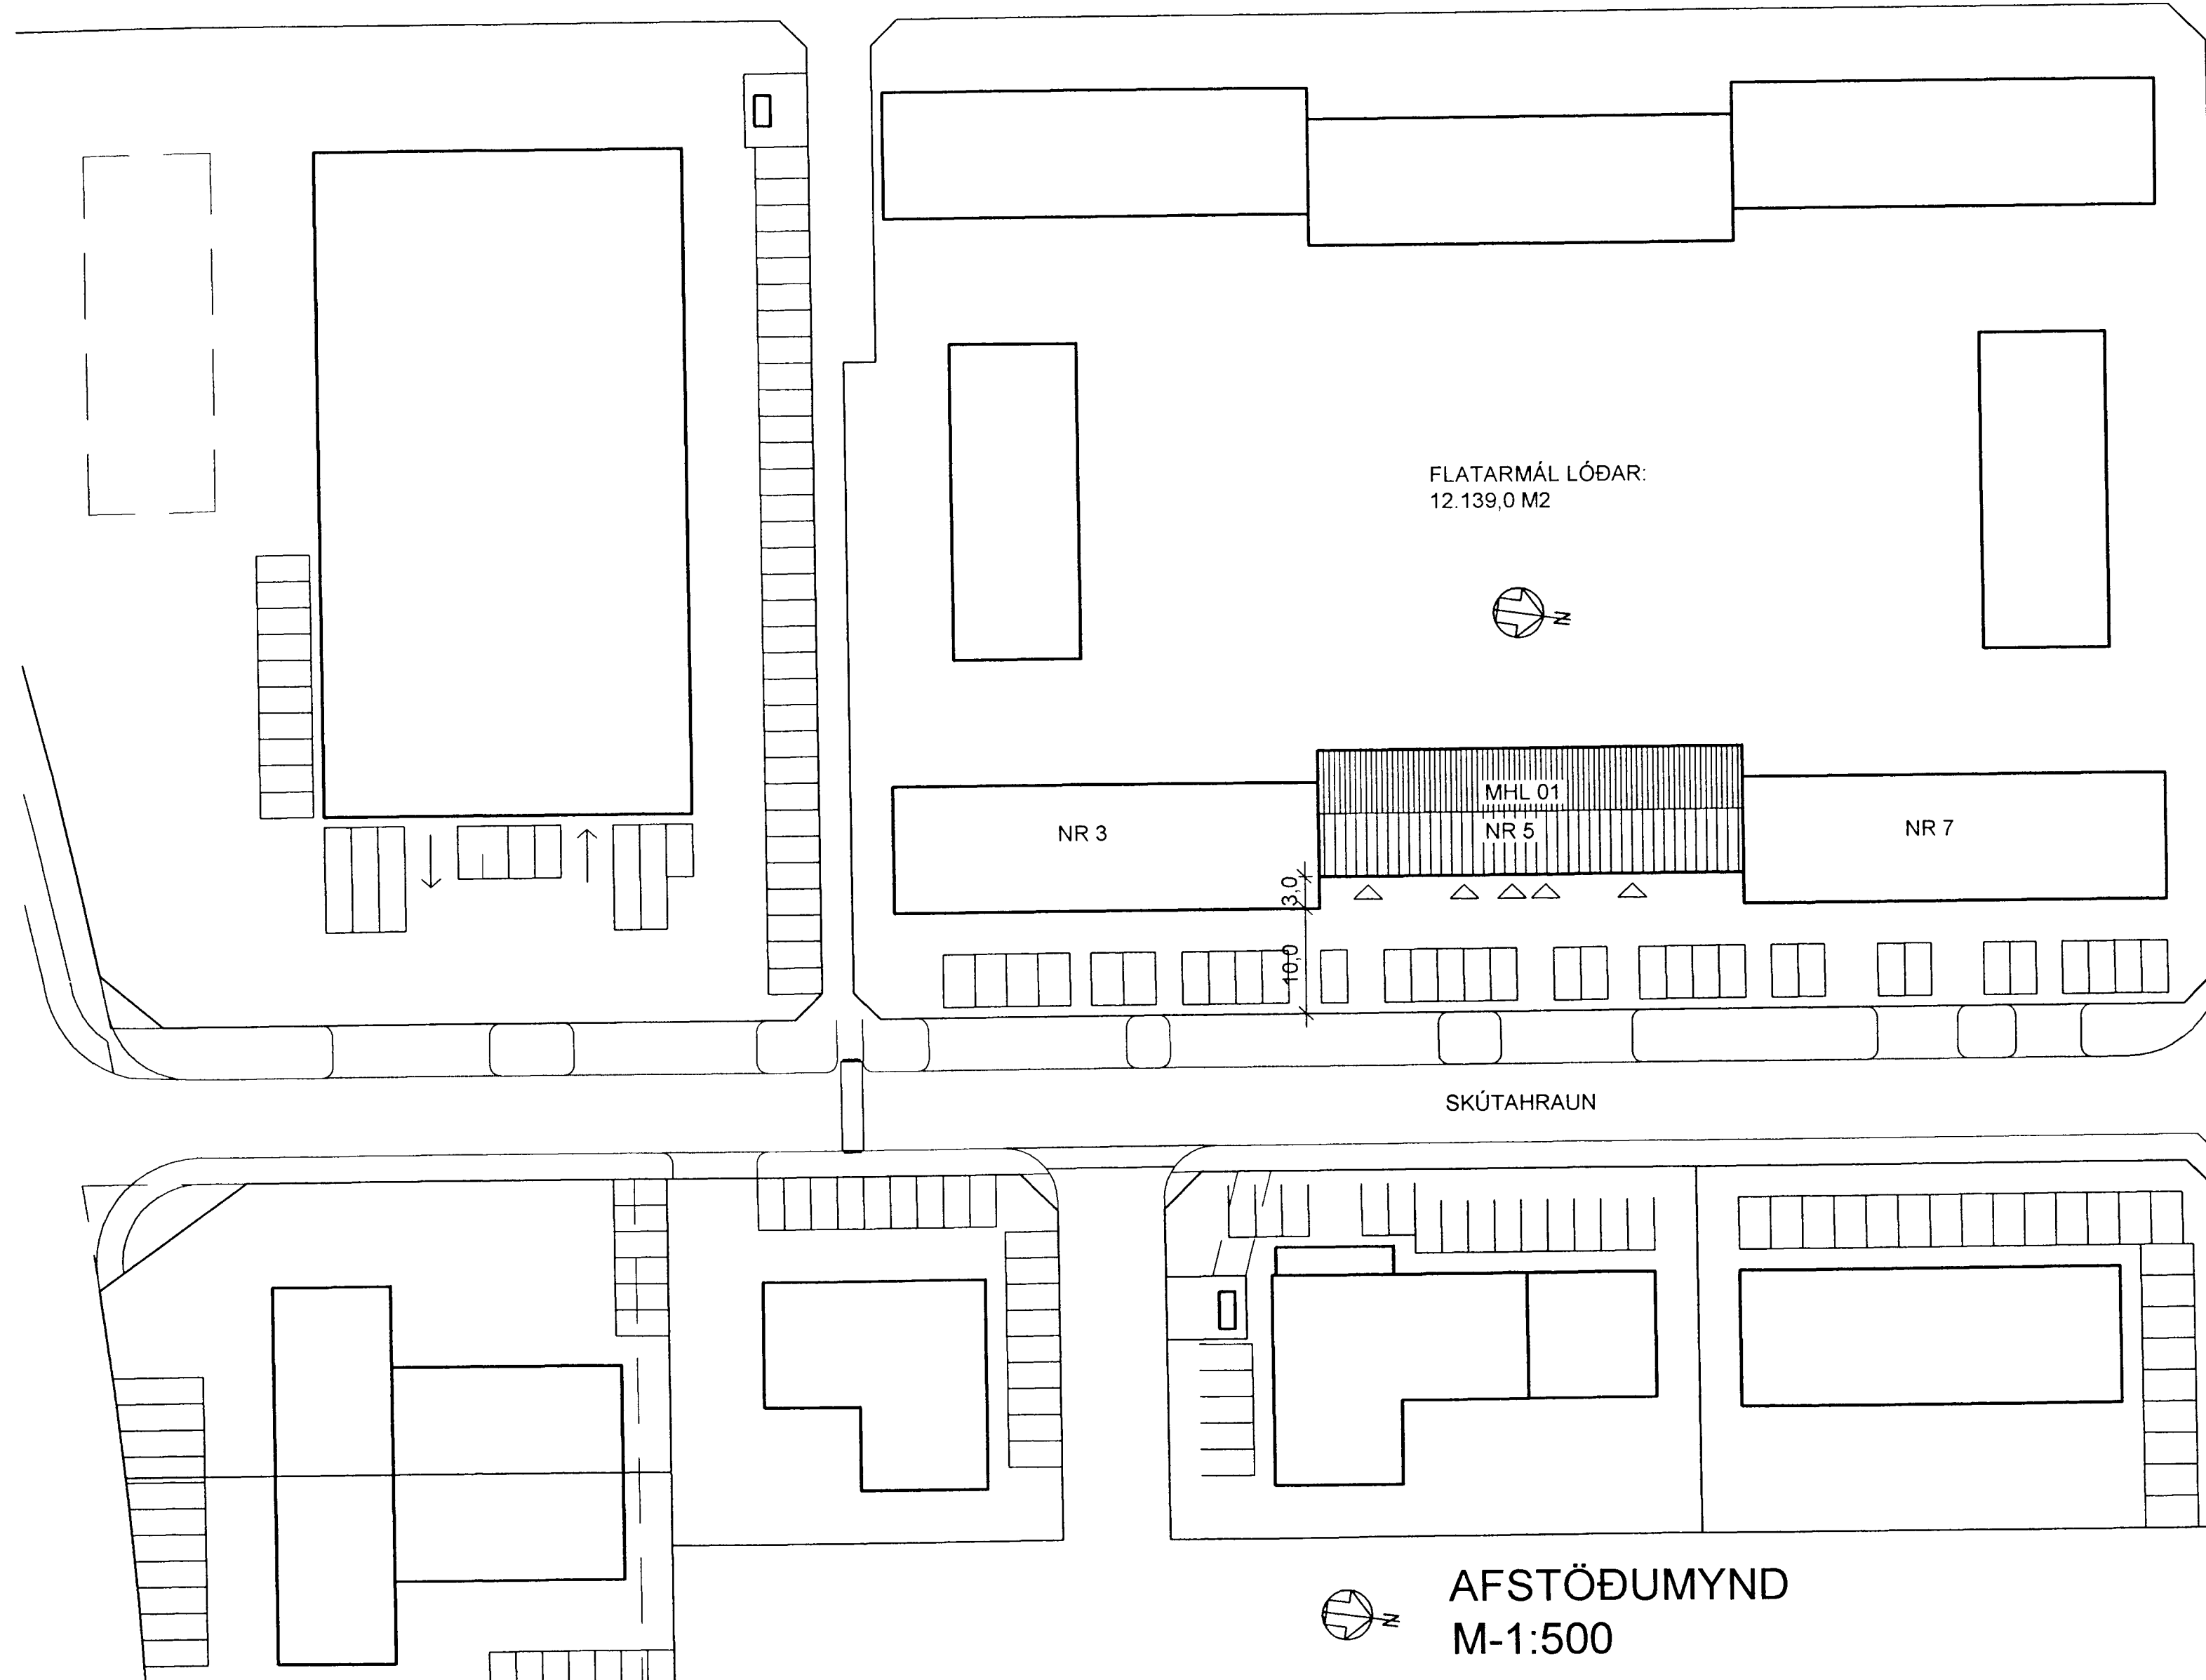 FLATARMÁL LÓÐAR:
12.139,0 M2
N
MHL 01
NR 3
NR 5
NR 7
3,0
10,0
SKÚTAHRAUN
AFSTÖÐUMYND
N
M-1:500